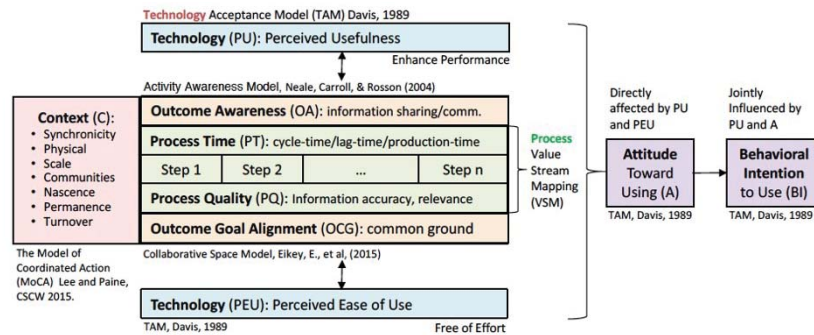 Technology Acceptance Model (TAM) Davis, 1989
Technology (PU): Perceived Usefulness
Enhance Performance
Activity Awareness Model, Neale, Carroll, & Rosson (2004)
Context (C):
• Synchronicity
• Physical
• Scale
• Communities
• Nascence
• Permanence
• Turnover
The Model of
Coordinated Action
(MoCA) Lee and Paine,
CSCW 2015.
Outcome Awareness (OA): information sharing/comm.
Process Time (PT): cycle-time/lag-time/production-time
Step 1
Step 2
...
Step n
Process Quality (PQ): Information accuracy, relevance
Outcome Goal Alignment (OCG): common ground
Collaborative Space Model, Eikey, E., et al, (2015)
Technology (PEU): Perceived Ease of Use
TAM, Davis, 1989
Free of Effort
Process
Value
Stream
Mapping
(VSM)
Directly
affected by PU
and PEU
Attitude
Toward
Using (A)
TAM, Davis, 1989
Jointly
Influenced by
PU and A
Behavioral
Intention
to Use (BI)
TAM, Davis, 1989